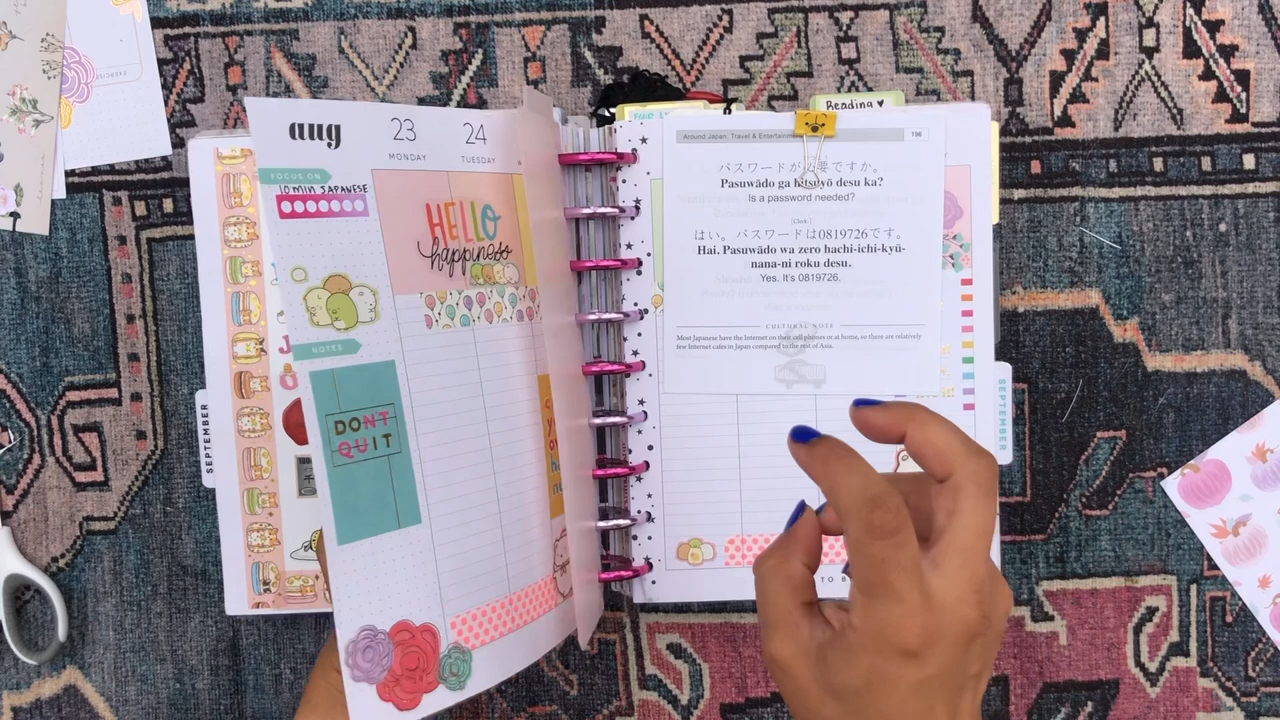 aug
23
MONDAY
24
TUESDAY
FOCUS ON
10 MIN JAPANESE
HELLO
happiness
NOTES
DON'T
QUIT
SEPTEMBER
Reading ♥
Around Japan: Travel & Entertainm
196
パスワードが必要ですか。
Pasuwādo ga hitsuyō desu ka?
Is a password needed?
[Clerk:]
はい。パスワードは0819726です。
Hai. Pasuwādo wa zero hachi-ichi-kyū-
nana-ni roku desu.
Yes. It's 0819726.
CULTURAL NOTE
Most Japanese have the Internet on their cell phones or at home, so there are relatively
few Internet cafes in Japan compared to the rest of Asia.
SEPTEMBER
TO